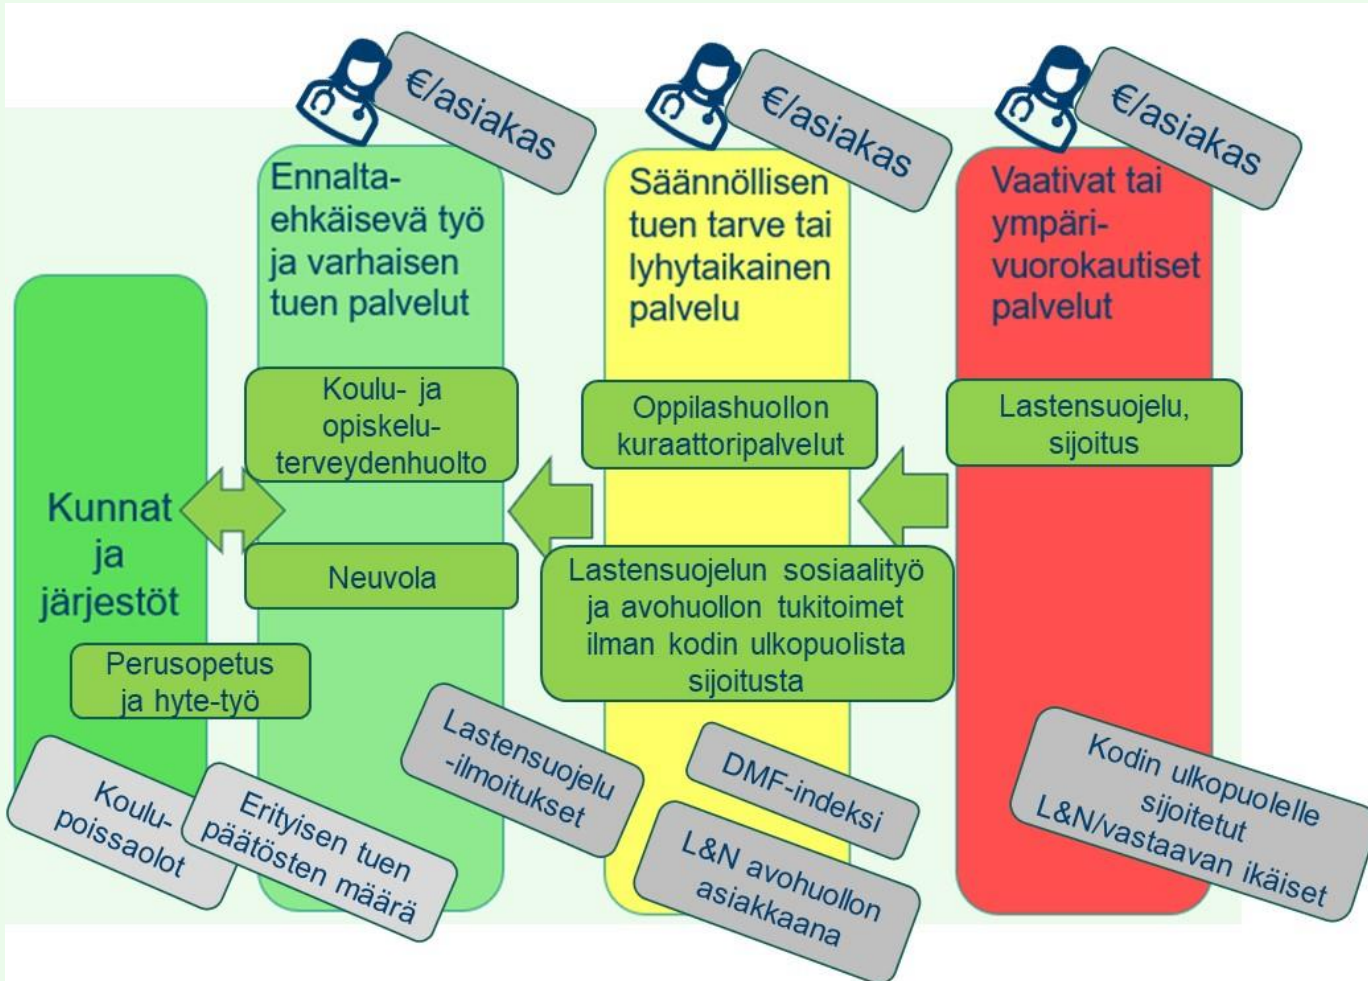 €/asiakas
€/asiakas
€/asiakas
Ennalta-
ehkäisevä työ
ja varhaisen
tuen palvelut
Säännöllisen
tuen tarve tai
lyhytaikainen
palvelu
Vaativat tai
ympäri-
vuorokautiset
palvelut
Koulu- ja
opiskelu-
terveydenhuolto
Oppilashuollon
kuraattoripalvelut
Lastensuojelu,
sijoitus
Kunnat
ja
järjestöt
Neuvola
Lastensuojelun sosiaalityö
ja avohuollon tukitoimet
ilman kodin ulkopuolista
sijoitusta
Perusopetus
ja hyte-työ
Koulu-
poissaolot
Erityisen tuen
päätösten määrä
Lastensuojelu
-ilmoitukset
DMF-indeksi
L&N avohuollon
asiakkaana
Kodin ulkopuolelle
sijoitetut
L&N/vastaavan ikäiset